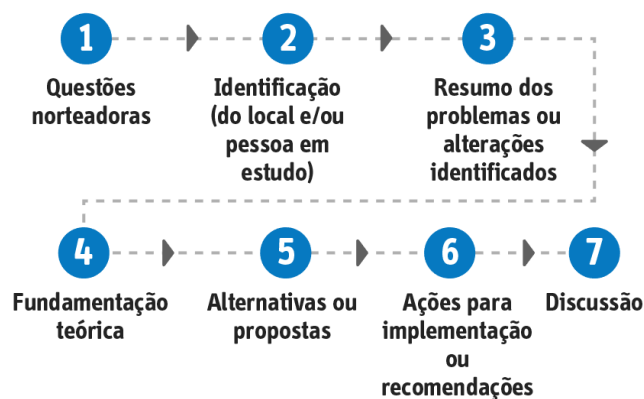 1
Questões
norteadoras
2
Identificação
(do local e/ou
pessoa em
estudo)
3
Resumo dos
problemas ou
alterações
identificados
4
Fundamentação
teórica
5
Alternativas ou
propostas
6
Ações para
implementação
ou
recomendações
7
Discussão